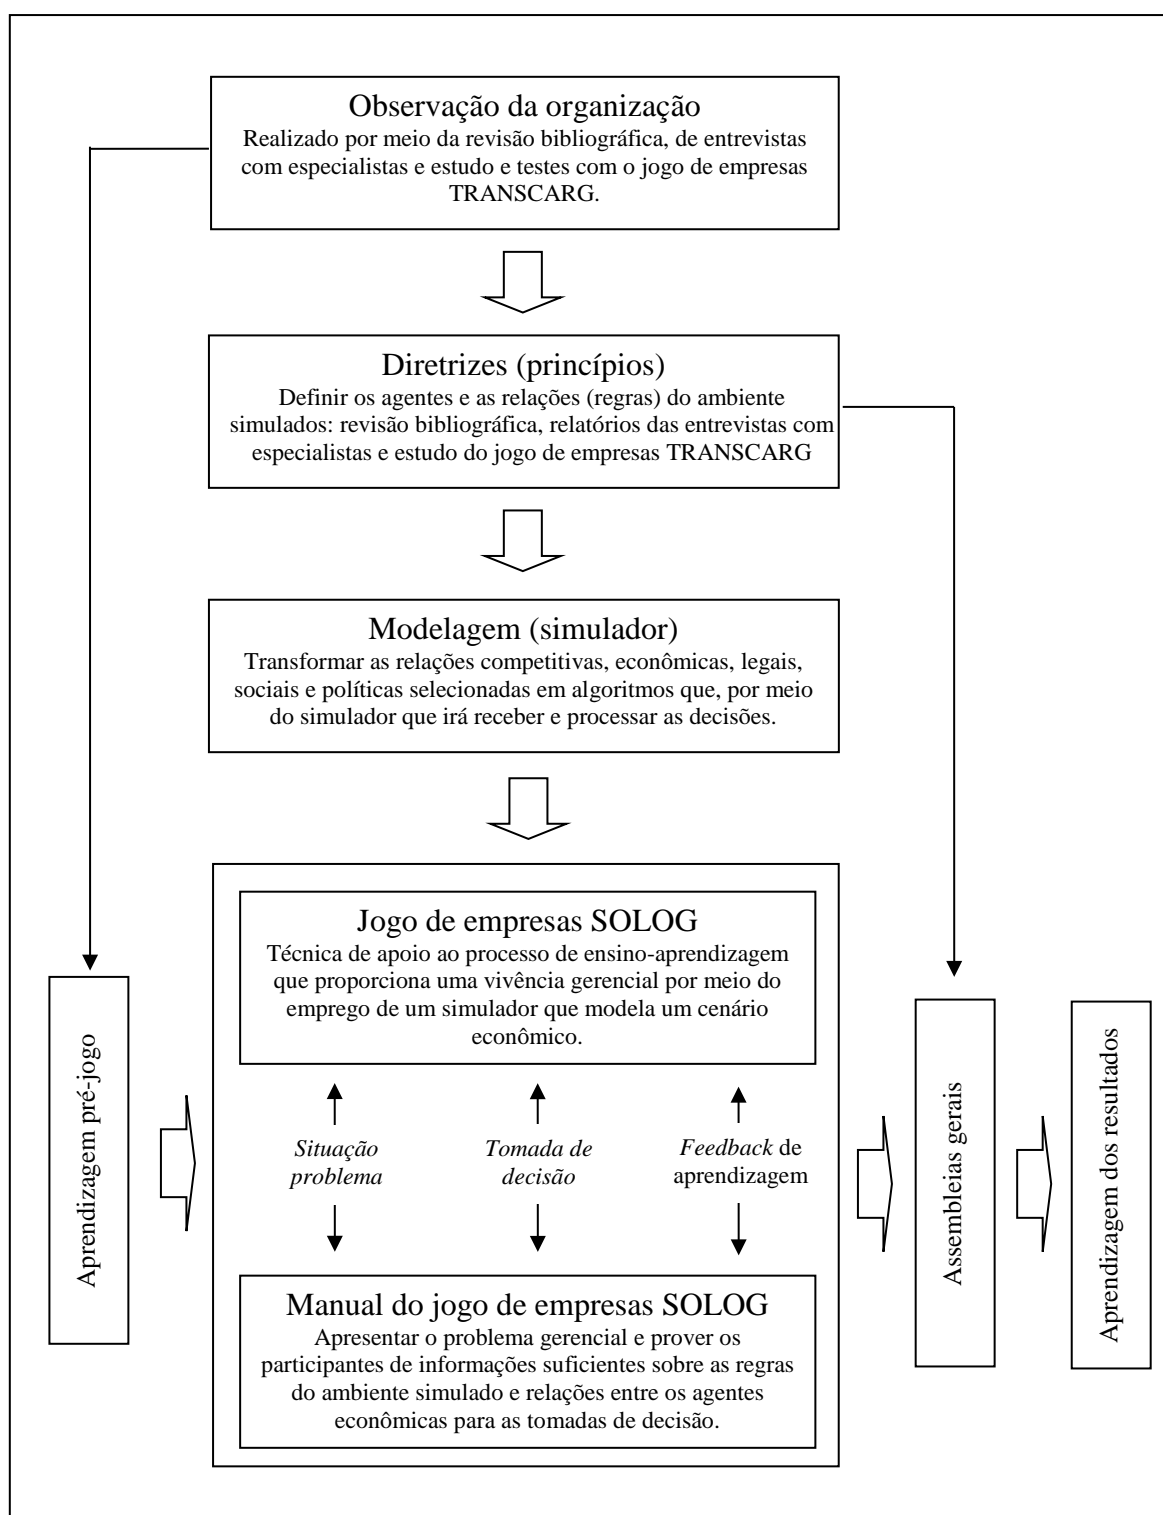 Observação da organização
Realizado por meio da revisão bibliográfica, de entrevistas
com especialistas e estudo e testes com o jogo de empresas
TRANSCARG.
Diretrizes (princípios)
Definir os agentes e as relações (regras) do ambiente
simulados: revisão bibliográfica, relatórios das entrevistas com
especialistas e estudo do jogo de empresas TRANSCARG
Modelagem (simulador)
Transformar as relações competitivas, econômicas, legais,
sociais e políticas selecionadas em algoritmos que, por meio
do simulador que irá receber e processar as decisões.
Aprendizagem pré-jogo
Jogo de empresas SOLOG
Técnica de apoio ao processo de ensino-aprendizagem
que proporciona uma vivência gerencial por meio do
emprego de um simulador que modela um cenário
econômico.
Situação
problema
Tomada de
decisão
Feedback de
aprendizagem
Manual do jogo de empresas SOLOG
Apresentar o problema gerencial e prover os
participantes de informações suficientes sobre as regras
do ambiente simulado e relações entre os agentes
econômicas para as tomadas de decisão.
Assembleias gerais
Aprendizagem dos resultados